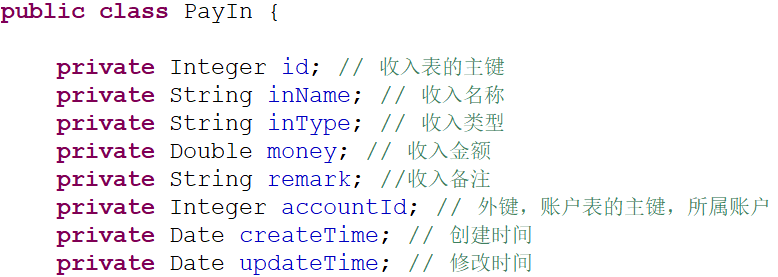 public class PayIn {
private Integer id; // 收入表的主键
private String inName; // 收入名称
private String inType; // 收入类型
private Double money; // 收入金额
private String remark; //收入备注
private Integer accountId; // 外键，账户表的主键，所属账户
private Date createTime; // 创建时间
private Date updateTime; // 修改时间